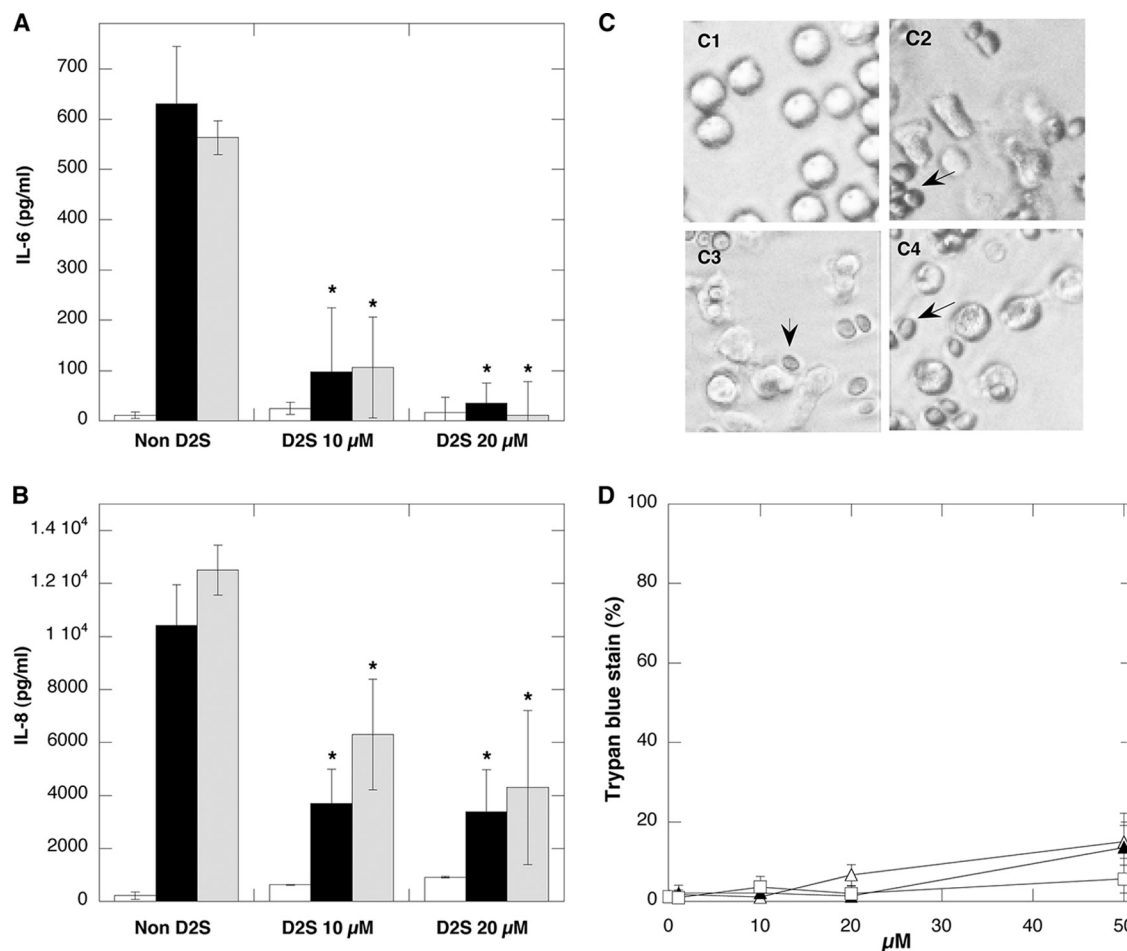 A
IL-6 (pg/ml)
700
600
500
400
300
200
100
0
* * * *
Non D2S D2S 10 µM D2S 20 µM
B
IL-8 (pg/ml)
1.4 10⁴
1.2 10⁴
1 10⁴
8000
6000
4000
2000
0
* * * *
Non D2S D2S 10 µM D2S 20 µM
C
C1 C2
C3 C4
D
Trypan blue stain (%)
100
80
60
40
20
0
0 10 20 30 40 50
µM